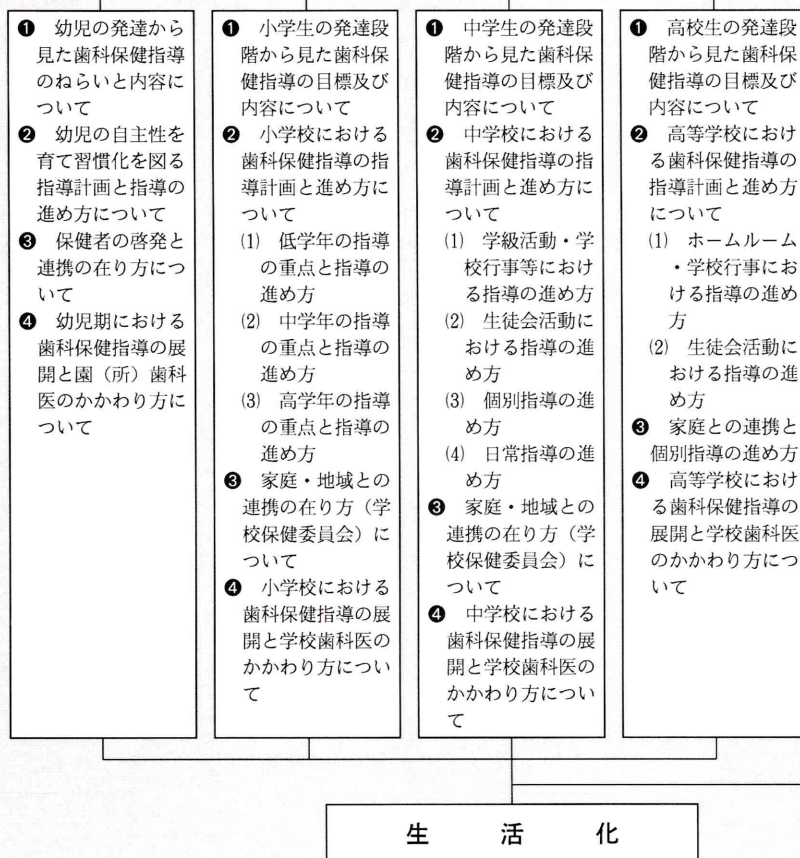 ❶ 幼児の発達から
見た歯科保健指導
のねらいと内容に
ついて
❷ 幼児の自主性を
育て習慣化を図る
指導計画と指導の
進め方について
❸ 保健者の啓発と
連携の在り方につ
いて
❹ 幼児期における
歯科保健指導の展
開と園（所）歯科
医のかかわり方に
ついて
❶ 小学生の発達段
階から見た歯科保
健指導の目標及び
内容について
❷ 小学校における
歯科保健指導の指
導計画と進め方に
ついて
⑴ 低学年の指導
の重点と指導の
進め方
⑵ 中学年の指導
の重点と指導の
進め方
⑶ 高学年の指導
の重点と指導の
進め方
❸ 家庭・地域との
連携の在り方（学
校保健委員会）に
ついて
❹ 小学校における
歯科保健指導の展
開と学校歯科医の
かかわり方につい
て
❶ 中学生の発達段
階から見た歯科保
健指導の目標及び
内容について
❷ 中学校における
歯科保健指導の指
導計画と進め方に
ついて
⑴ 学級活動・学
校行事等におけ
る指導の進め方
⑵ 生徒会活動に
おける指導の進
め方
⑶ 個別指導の進
め方
⑷ 日常指導の進
め方
❸ 家庭・地域との
連携の在り方（学
校保健委員会）に
ついて
❹ 中学校における
歯科保健指導の展
開と学校歯科医の
かかわり方につい
て
❶ 高校生の発達段
階から見た歯科保
健指導の目標及び
内容について
❷ 高等学校におけ
る歯科保健指導の
指導計画と進め方
について
⑴ ホームルーム
・学校行事にお
ける指導の進め
方
⑵ 生徒会活動に
おける指導の進
め方
❸ 家庭との連携と
個別指導の進め方
❹ 高等学校におけ
る歯科保健指導の
展開と学校歯科医
のかかわり方につ
いて
生活化